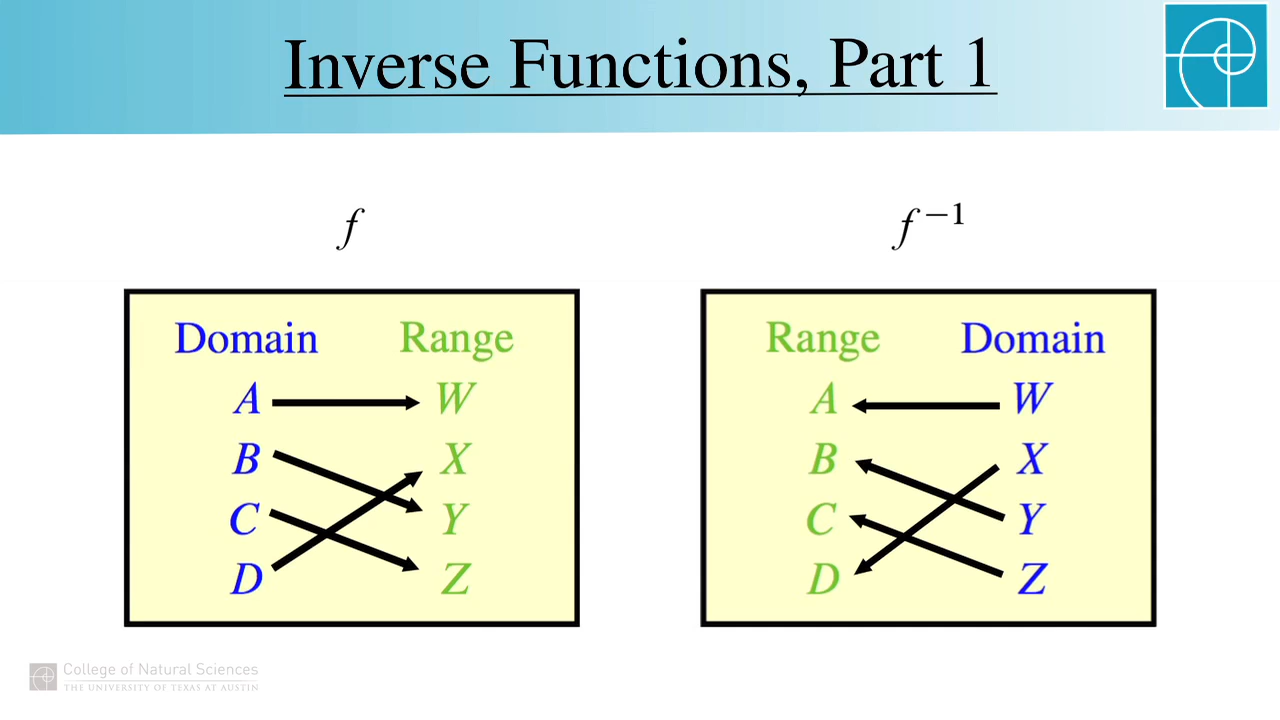 Inverse Functions, Part 1
f
f⁻¹
Domain Range
A W
B X
C Y
D Z
Range Domain
A W
B X
C Y
D Z
College of Natural Sciences
THE UNIVERSITY OF TEXAS AT AUSTIN